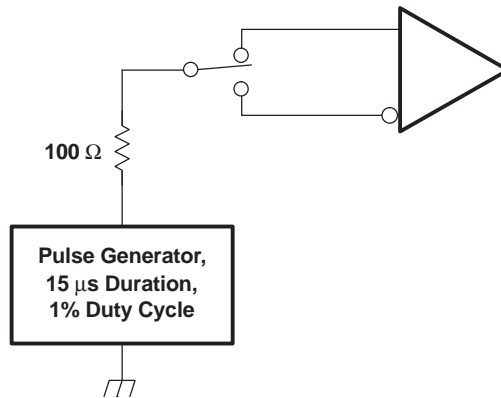 100 Ω
Pulse Generator,
15 μs Duration,
1% Duty Cycle